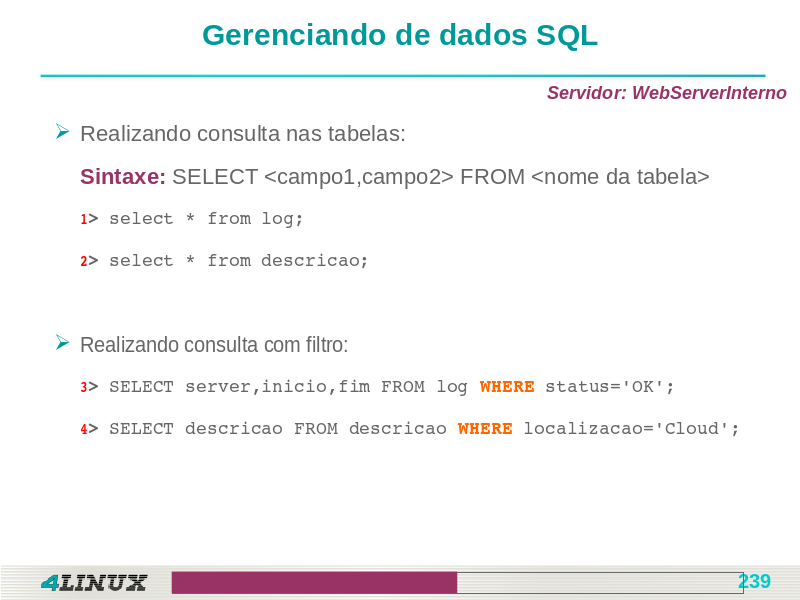 Gerenciando de dados SQL
Servidor: WebServerInterno
Realizando consulta nas tabelas:
Sintaxe: SELECT <campo1,campo2> FROM <nome da tabela>
1> select * from log;
2> select * from descricao;
Realizando consulta com filtro:
3> SELECT server,inicio,fim FROM log WHERE status='OK';
4> SELECT descricao FROM descricao WHERE localizacao='Cloud';
4LINUX
239